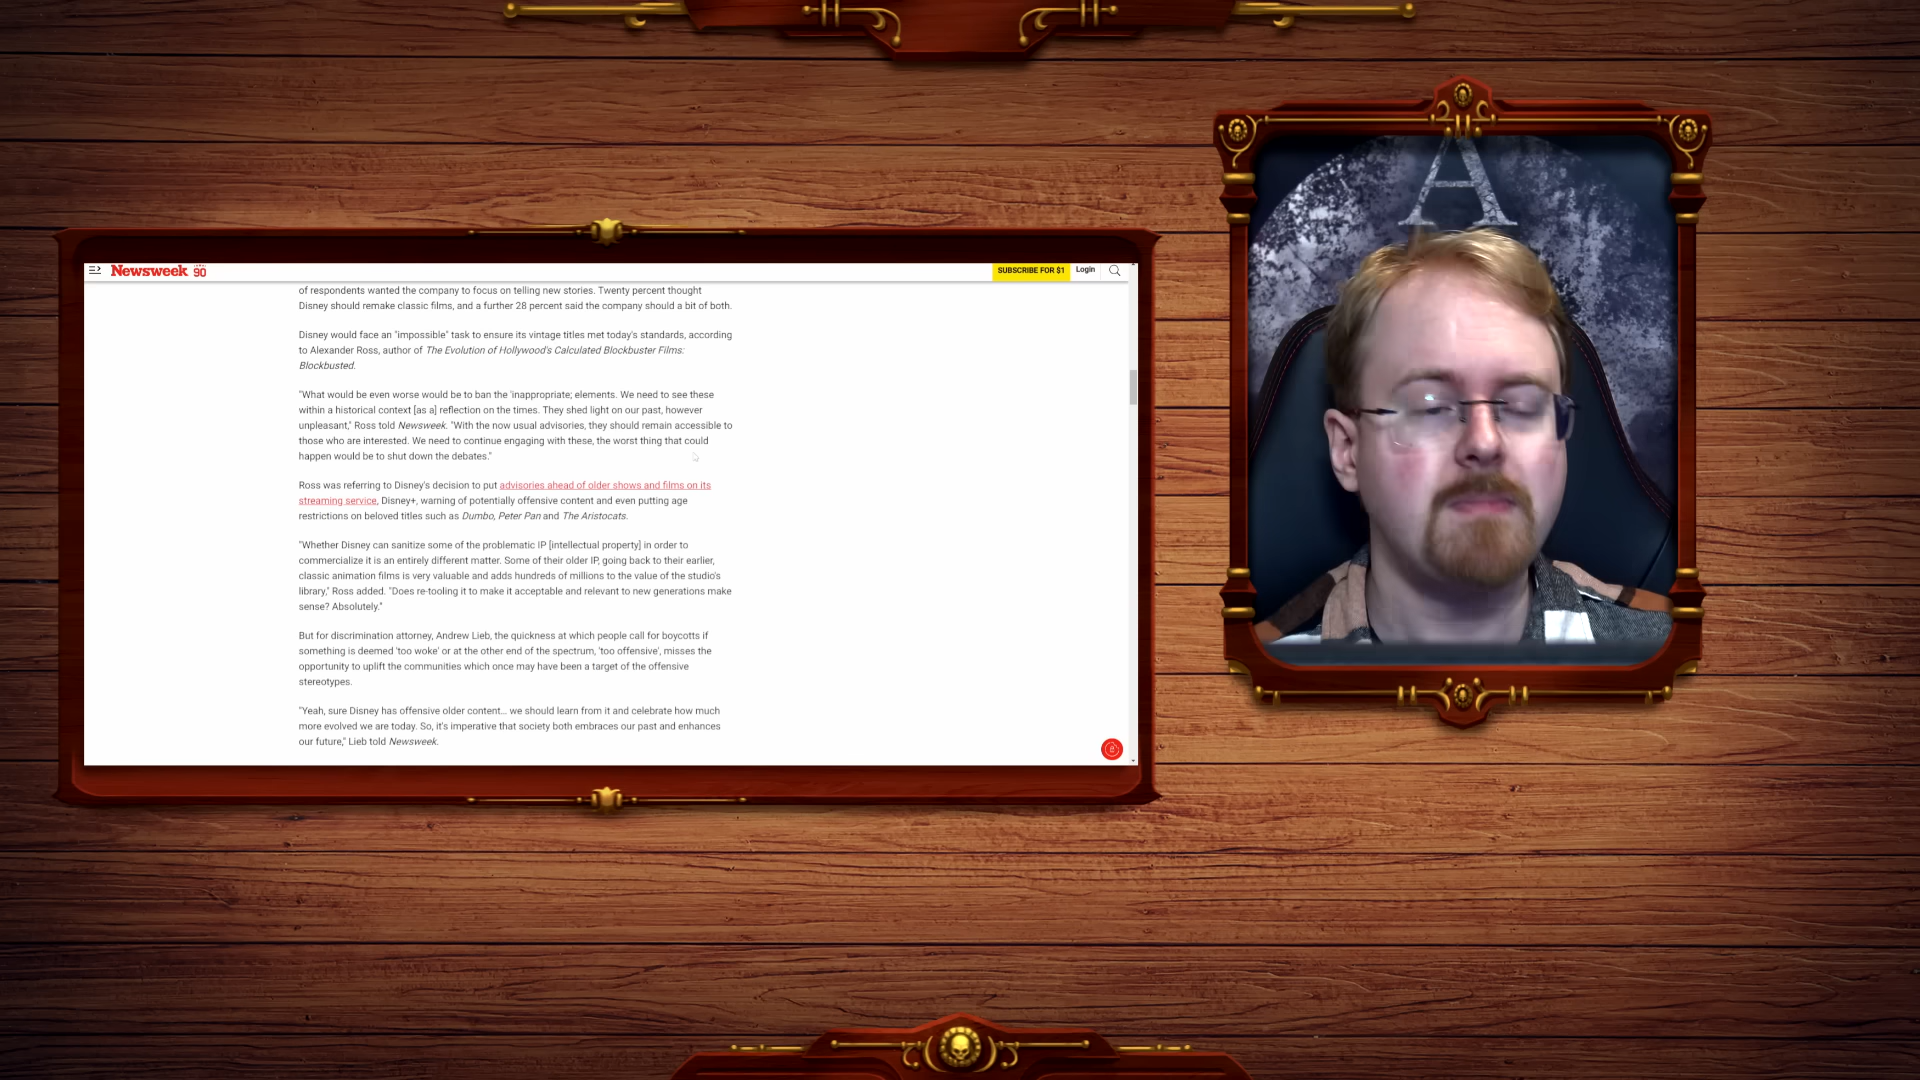 A
Newsweek 90
SUBSCRIBE FOR $1
Login
of respondents wanted the company to focus on telling new stories. Twenty percent thought
Disney should remake classic films, and a further 28 percent said the company should a bit of both.
Disney would face an "impossible" task to ensure its vintage titles met today's standards, according
to Alexander Ross, author of The Evolution of Hollywood's Calculated Blockbuster Films:
Blockbusted.
"What would be even worse would be to ban the 'inappropriate; elements. We need to see these
within a historical context [as a] reflection on the times. They shed light on our past, however
unpleasant," Ross told Newsweek. "With the now usual advisories, they should remain accessible to
those who are interested. We need to continue engaging with these, the worst thing that could
happen would be to shut down the debates."
Ross was referring to Disney's decision to put advisories ahead of older shows and films on its
streaming service, Disney+, warning of potentially offensive content and even putting age
restrictions on beloved titles such as Dumbo, Peter Pan and The Aristocats.
"Whether Disney can sanitize some of the problematic IP [intellectual property] in order to
commercialize it is an entirely different matter. Some of their older IP, going back to their earlier,
classic animation films is very valuable and adds hundreds of millions to the value of the studio's
library," Ross added. "Does re-tooling it to make it acceptable and relevant to new generations make
sense? Absolutely."
But for discrimination attorney, Andrew Lieb, the quickness at which people call for boycotts if
something is deemed 'too woke' or at the other end of the spectrum, 'too offensive', misses the
opportunity to uplift the communities which once may have been a target of the offensive
stereotypes.
"Yeah, sure Disney has offensive older content... we should learn from it and celebrate how much
more evolved we are today. So, it's imperative that society both embraces our past and enhances
our future," Lieb told Newsweek.